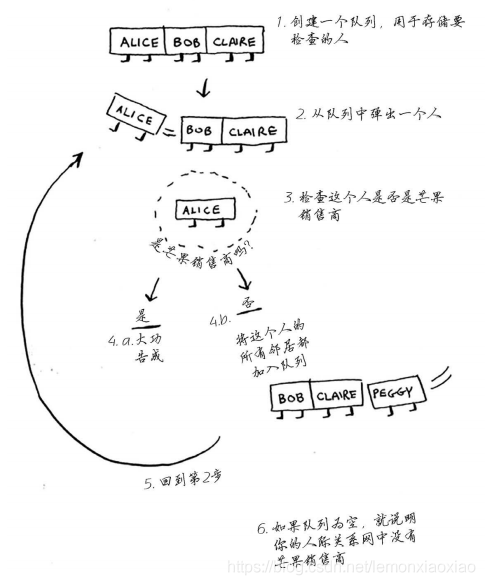 ALICE BOB CLAIRE
1. 创建一个队列，用于存储要
检查的人
ALICE
BOB CLAIRE
2. 从队列中弹出一个人
ALICE
3. 检查这个人是否是芒果
销售商
是芒果销售商吗？
是
4.a. 大功
告成
否
4.b.
将这个人的
所有邻居都
加入队列
BOB CLAIRE PEGGY
5. 回到第2步
6. 如果队列为空，就说明
你的人际关系网中没有
芒果销售商
https://blog.csdn.net/lemonxiaoxiao